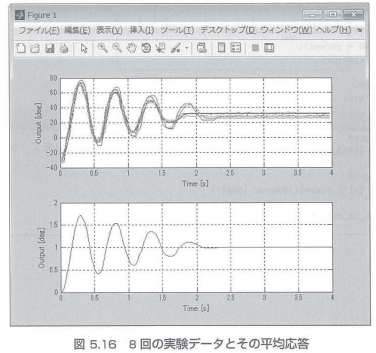 Figure 1
ファイル(F) 編集(E) 表示(V) 挿入(I) ツール(T) デスクトップ(D) ウィンドウ(W) ヘルプ(H)
80
60
40
20
0
-20
-40
Output [deg]
0 0.5 1 1.5 2 2.5 3 3.5 4
Time [s]
2
1.5
1
0.5
0
Output [deg]
0 0.5 1 1.5 2 2.5 3 3.5 4
Time [s]
図 5.16 8 回の実験データとその平均応答